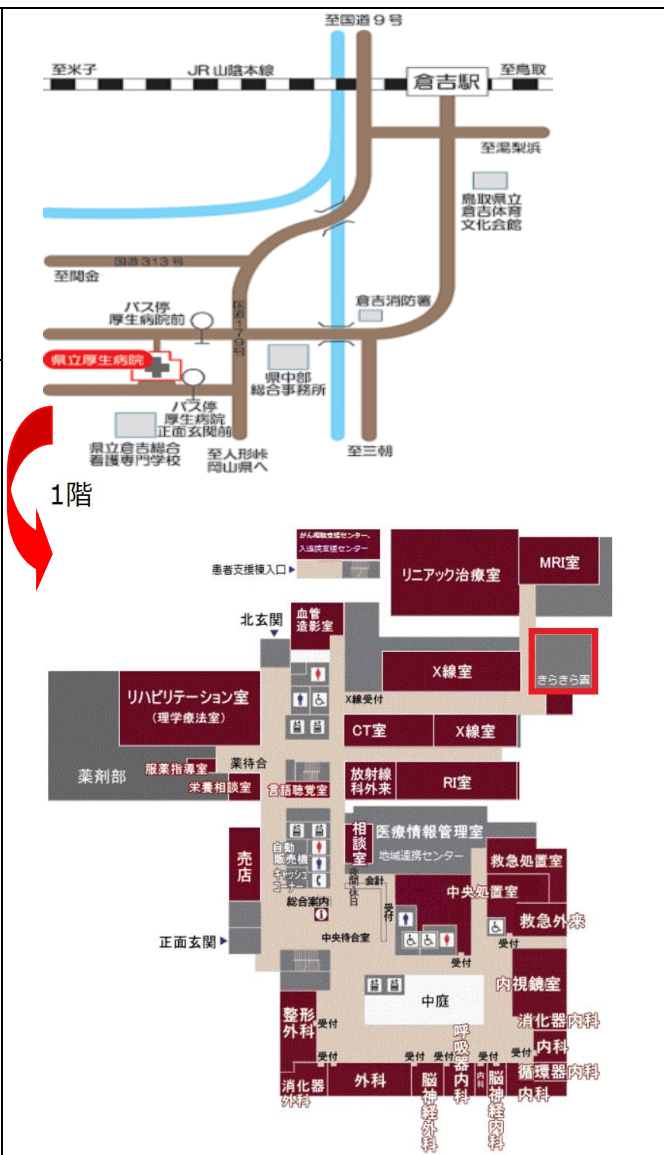 至国道9号
至米子
JR山陰本線
倉吉駅
至鳥取
至湯梨浜
鳥取県立
倉吉体育
文化会館
国道313号
至関金
バス停
厚生病院前
国道179号
倉吉消防署
県立厚生病院
県中部
総合事務所
バス停
厚生病院
正面玄関前
県立倉吉総合
看護専門学校
至人形峠
岡山県へ
至三朝
1階
がん相談支援センター、
入退院支援センター
患者支援棟入口
リニアック治療室
MRI室
北玄関
血管
造影室
X線室
きらきら園
リハビリテーション室
(理学療法室)
X線受付
CT室
X線室
薬剤部
服薬指導室
薬待合
栄養相談室
言語聴覚室
放射線
科外来
RI室
相談室
医療情報管理室
地域連携センター
売店
自動
販売機
キャッシュ
コーナー
夜間・休日
会計
受付
中央処置室
救急処置室
総合案内
救急外来
受付
正面玄関
中央待合室
受付
内視鏡室
中庭
整形
外科
受付
消化器内科
内科
受付
受付
受付
受付
受付
循環器内科
消化器
外科
外科
脳神経外科
呼吸器内科
内科
脳神経内科
内科